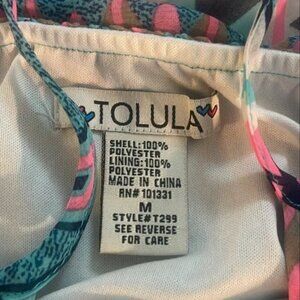 TOLULA
SHELL:100%
POLYESTER
LINING:100%
POLYESTER
MADE IN CHINA
RN# 101331
M
STYLE#T299
SEE REVERSE
FOR CARE